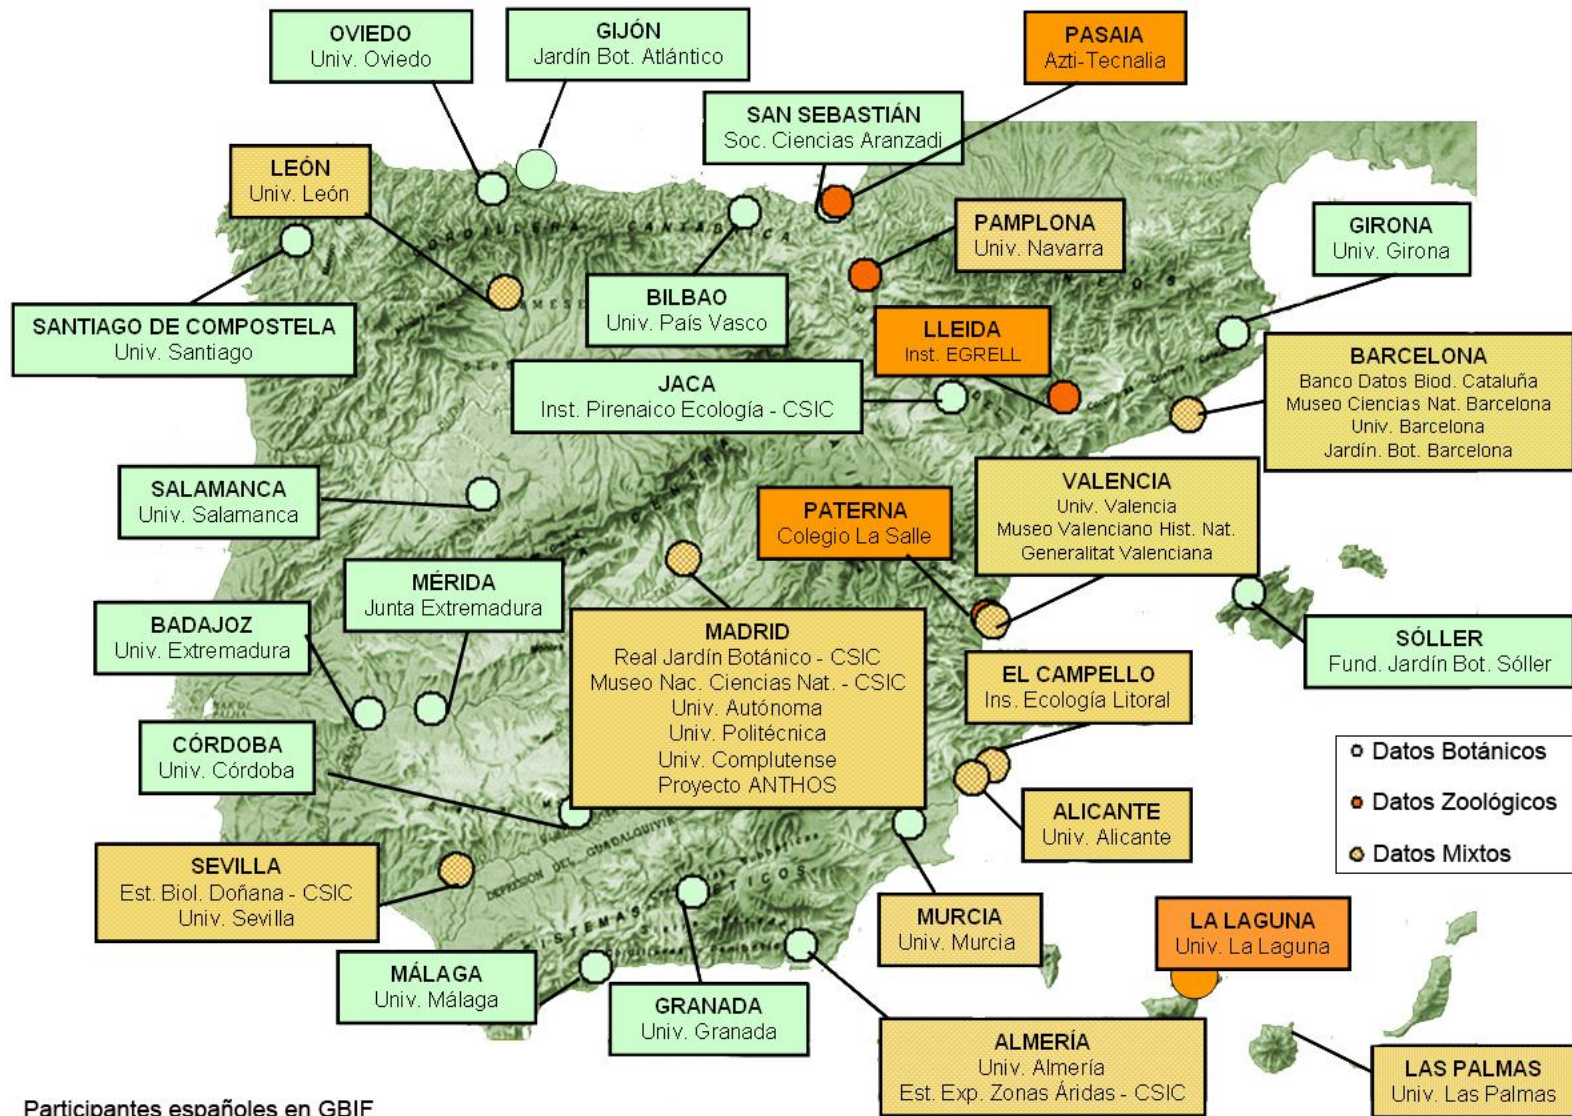 OVIEDO
Univ. Oviedo
GIJÓN
Jardín Bot. Atlántico
PASAIA
Azti-Tecnalia
SAN SEBASTIÁN
Soc. Ciencias Aranzadi
LEÓN
Univ. León
PAMPLONA
Univ. Navarra
GIRONA
Univ. Girona
CORDILLERA CANTABRICA
SANTIAGO DE COMPOSTELA
Univ. Santiago
BILBAO
Univ. País Vasco
LLEIDA
Inst. EGRELL
BARCELONA
Banco Datos Biod. Cataluña
Museo Ciencias Nat. Barcelona
Univ. Barcelona
Jardín. Bot. Barcelona
JACA
Inst. Pirenaico Ecología - CSIC
SALAMANCA
Univ. Salamanca
PATERNA
Colegio La Salle
VALENCIA
Univ. Valencia
Museo Valenciano Hist. Nat.
Generalitat Valenciana
MÉRIDA
Junta Extremadura
BADAJOZ
Univ. Extremadura
MADRID
Real Jardín Botánico - CSIC
Museo Nac. Ciencias Nat. - CSIC
Univ. Autónoma
Univ. Politécnica
Univ. Complutense
Proyecto ANTHOS
SÓLLER
Fund. Jardín Bot. Sóller
EL CAMPELLO
Ins. Ecología Litoral
CÓRDOBA
Univ. Córdoba
Datos Botánicos
Datos Zoológicos
Datos Mixtos
ALICANTE
Univ. Alicante
DEPRESIÓN DEL GUADALQUIVIR
SEVILLA
Est. Biol. Doñana - CSIC
Univ. Sevilla
MURCIA
Univ. Murcia
LA LAGUNA
Univ. La Laguna
MÁLAGA
Univ. Málaga
GRANADA
Univ. Granada
ALMERÍA
Univ. Almería
Est. Exp. Zonas Áridas - CSIC
LAS PALMAS
Univ. Las Palmas
Participantes españoles en GBIF